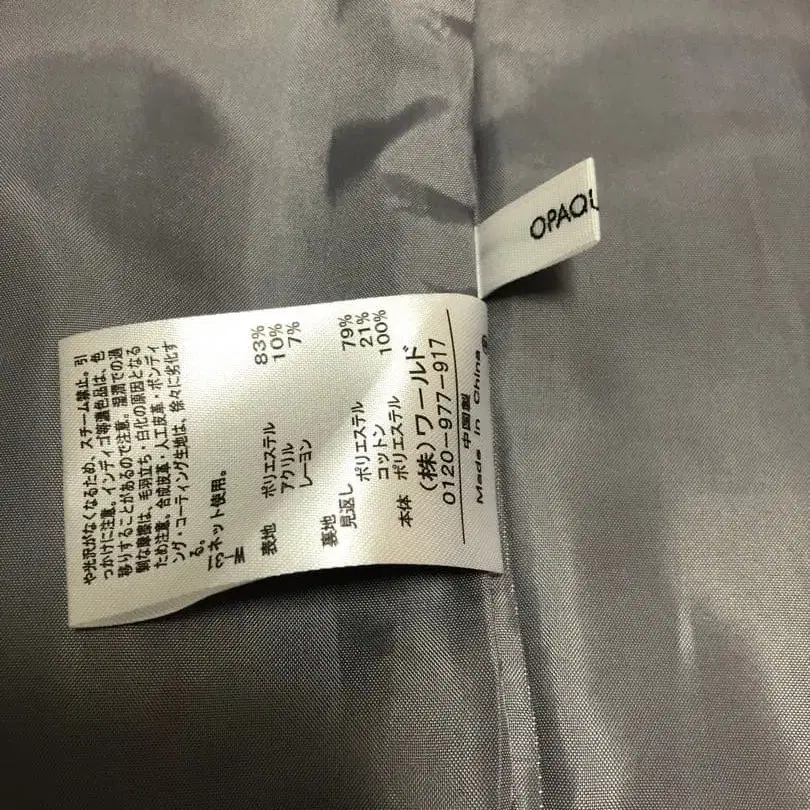 や光沢がなくなるため、スチーム禁止。引
っかけに注意。インディゴ等濃色品は、色
移りすることがあるので注意。湿潤での過
剰な摩擦は、毛羽立ち・白化の原因となる
ため注意。合成皮革・人工皮革・ボンディ
ング・コーティング生地は、徐々に劣化す
る。
ネット使用。
表地 ポリエステル 83%
アクリル 10%
レーヨン 7%
裏地
見返し ポリエステル 79%
コットン 21%
本体 ポリエステル 100%
(株)ワールド
0120-977-917
中国製
Made in China
OPAQU